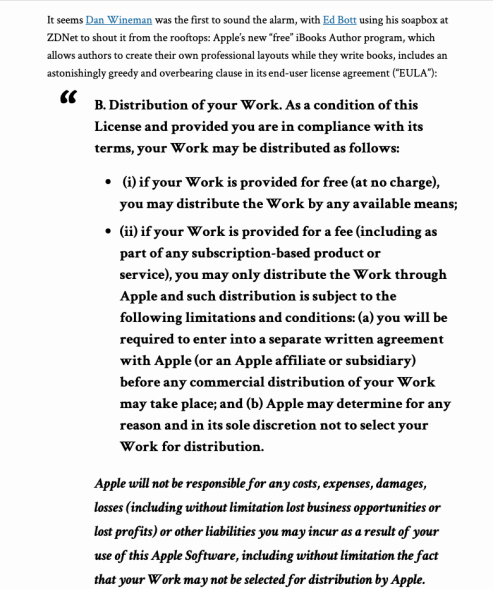 It seems Dan Wineman was the first to sound the alarm, with Ed Bott using his soapbox at
ZDNet to shout it from the rooftops: Apple's new “free” iBooks Author program, which
allows authors to create their own professional layouts while they write books, includes an
astonishingly greedy and overbearing clause in its end-user license agreement (“EULA”):
“ B. Distribution of your Work. As a condition of this
License and provided you are in compliance with its
terms, your Work may be distributed as follows:
• (i) if your Work is provided for free (at no charge),
you may distribute the Work by any available means;
• (ii) if your Work is provided for a fee (including as
part of any subscription-based product or
service), you may only distribute the Work through
Apple and such distribution is subject to the
following limitations and conditions: (a) you will be
required to enter into a separate written agreement
with Apple (or an Apple affiliate or subsidiary)
before any commercial distribution of your Work
may take place; and (b) Apple may determine for any
reason and in its sole discretion not to select your
Work for distribution.
Apple will not be responsible for any costs, expenses, damages,
losses (including without limitation lost business opportunities or
lost profits) or other liabilities you may incur as a result of your
use of this Apple Software, including without limitation the fact
that your Work may not be selected for distribution by Apple.